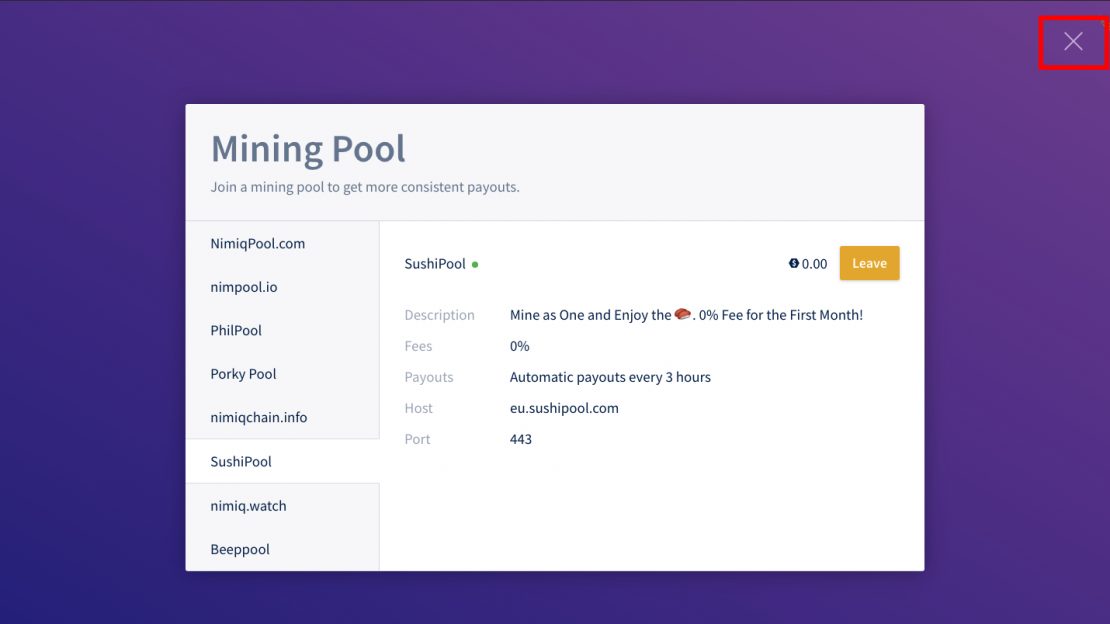 Mining Pool
Join a mining pool to get more consistent payouts.
NimiqPool.com
nimpool.io
PhilPool
Porky Pool
nimiqchain.info
SushiPool
nimiq.watch
Beeppool
SushiPool
0.00
Leave
Description Mine as One and Enjoy the 🍣. 0% Fee for the First Month!
Fees 0%
Payouts Automatic payouts every 3 hours
Host eu.sushipool.com
Port 443